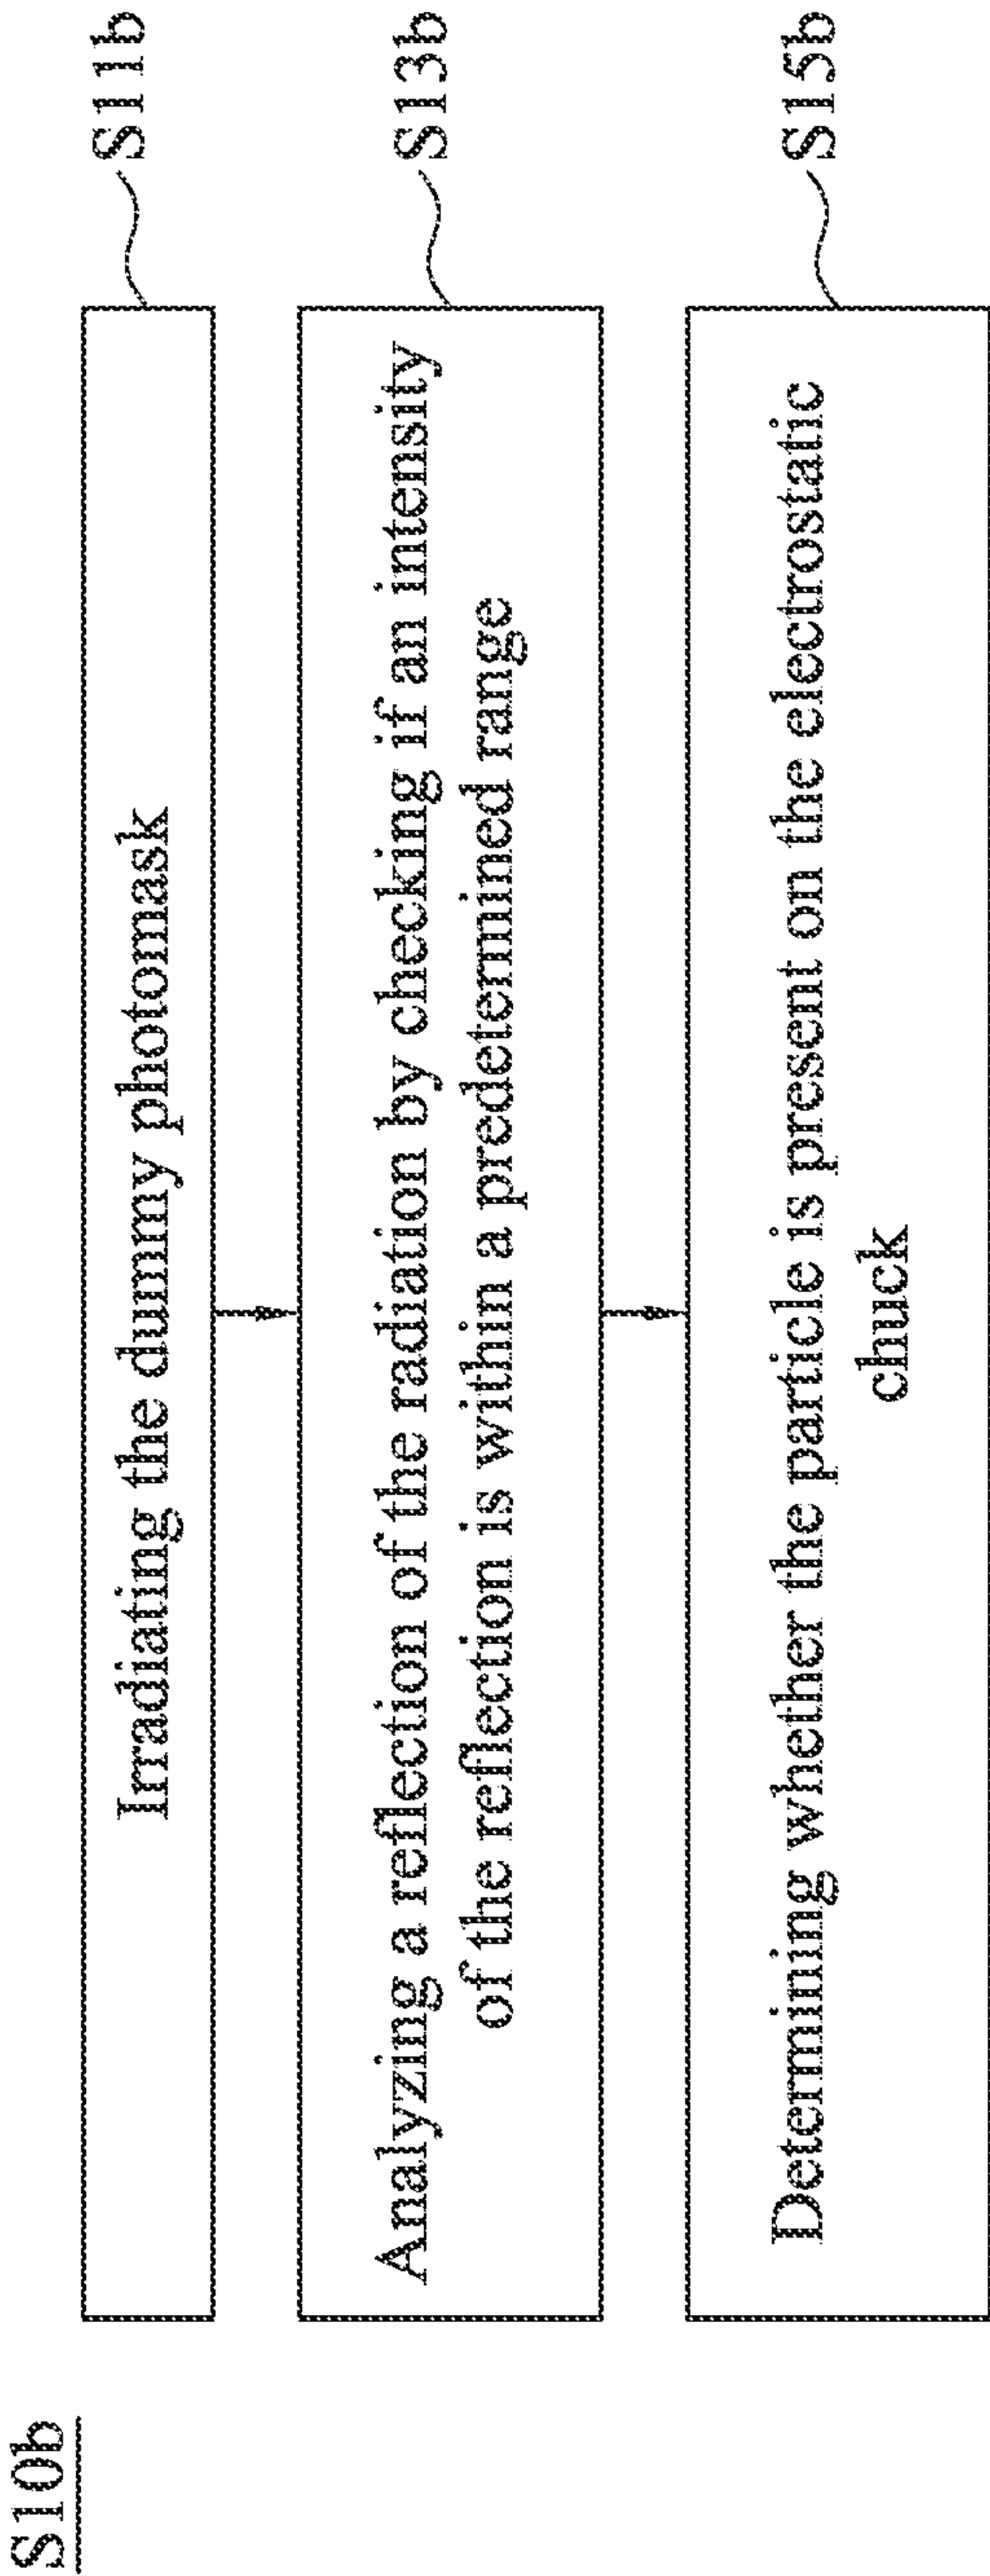 S10b
Irradiating the dummy photomask
S11b
Analyzing a reflection of the radiation by checking if an intensity
of the reflection is within a predetermined range
S13b
Determining whether the particle is present on the electrostatic
chuck
S15b